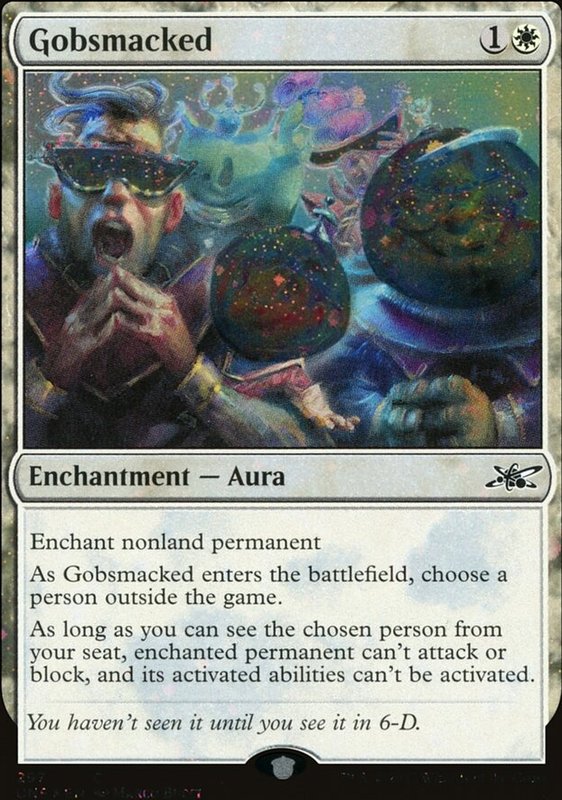 Gobsmacked 1
Enchantment — Aura
Enchant nonland permanent
As Gobsmacked enters the battlefield, choose a
person outside the game.
As long as you can see the chosen person from
your seat, enchanted permanent can't attack or
block, and its activated abilities can't be activated.
You haven't seen it until you see it in 6-D.